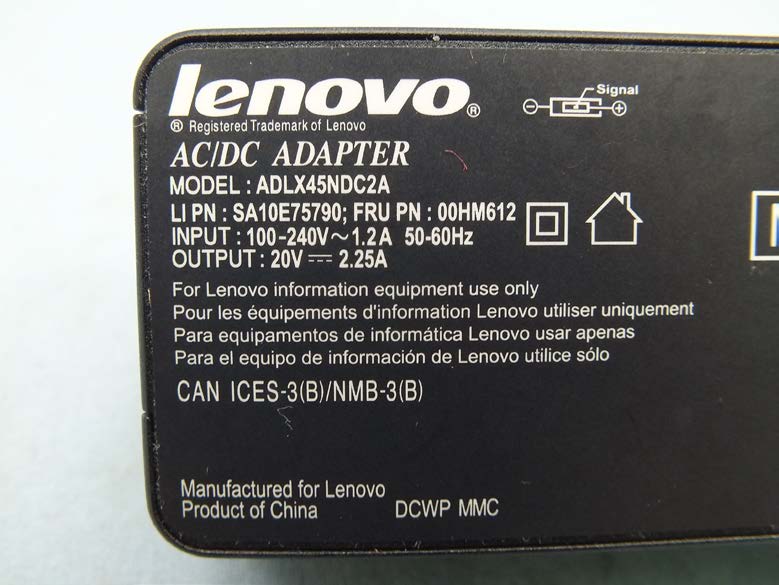 lenovo®
Signal
® Registered Trademark of Lenovo
AC/DC ADAPTER
MODEL : ADLX45NDC2A
LI PN : SA10E75790; FRU PN : 00HM612
INPUT : 100-240V~1.2A 50-60Hz
OUTPUT : 20V ⎓ 2.25A
For Lenovo information equipment use only
Pour les équipements d'information Lenovo utiliser uniquement
Para equipamentos de informática Lenovo usar apenas
Para el equipo de información de Lenovo utilice sólo
CAN ICES-3(B)/NMB-3(B)
Manufactured for Lenovo
Product of China DCWP MMC